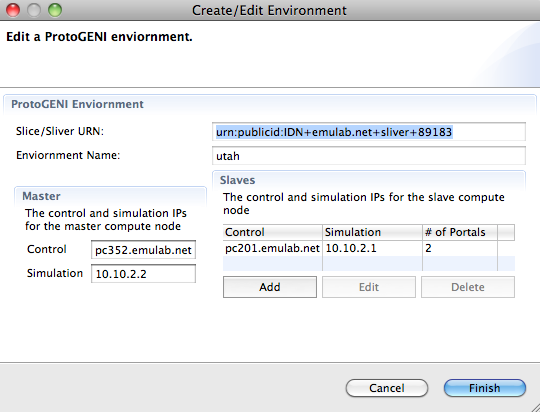 Create/Edit Environment
Edit a ProtoGENI enviornment.
ProtoGENI Enviornment
Slice/Sliver URN: urn:publicid:IDN+emulab.net+sliver+89183
Enviornment Name: utah
Master
The control and simulation IPs
for the master compute node
Control pc352.emulab.net
Simulation 10.10.2.2
Slaves
The control and simulation IPs for the slave compute
node
Control Simulation # of Portals
pc201.emulab.net 10.10.2.1 2
Add Edit Delete
Cancel Finish